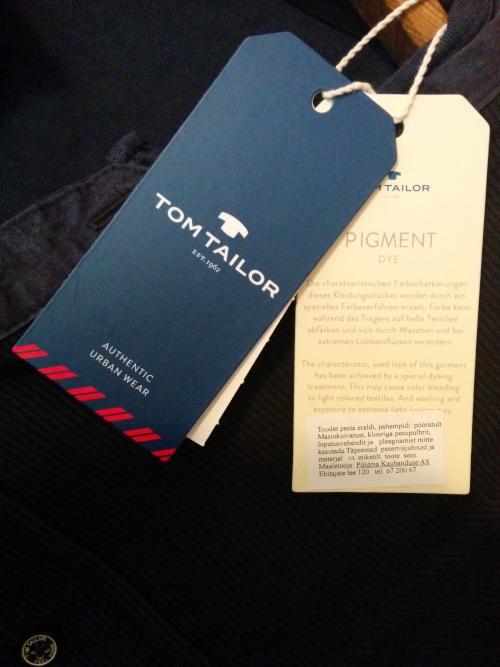 TOM TAILOR
EST. 1962
AUTHENTIC
URBAN WEAR
TAILOR
PIGMENT
DYE
Die charakteristischen Farbschattierungen
dieses Kleidungsstückes wurden durch ein
spezielles Färbeverfahren erzielt. Farbe kann
während des Tragens auf helle Textilien
abfärben und sich durch Waschen und bei
extremen Lichteinflüssen verändern.
The characteristic, used look of this garment
has been achieved by a special dyeing
treatment. This may cause color bleeding
to light colored textiles. And washing and
exposure to extreme light source may
Toodet pesta eraldi, pahempidi pööratult.
Masinkuivatust, klooriga pesupulbrit,
loputusvahendit ja pleegitamist mitte
kasutada Täpsemad pesemisjuhised ja
materjal vt. etiketilt toote sees
Maaletooja: Põldma Kaubanduse AS
Ehitajate tee 120 tel. 67 200 67
TOM TAILOR